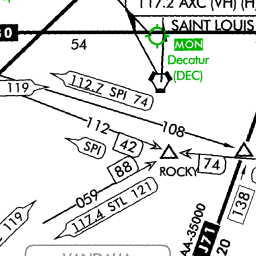 117.2 AXC (VH) (H)
SAINT LOUIS
54
MON
Decatur
(DEC)
119
112.7 SPI 74
112
108
42
SPI
88
ROCKY
74
059
117.4 STL 121
138
119
AA-35000
J71
20
VANDALIA